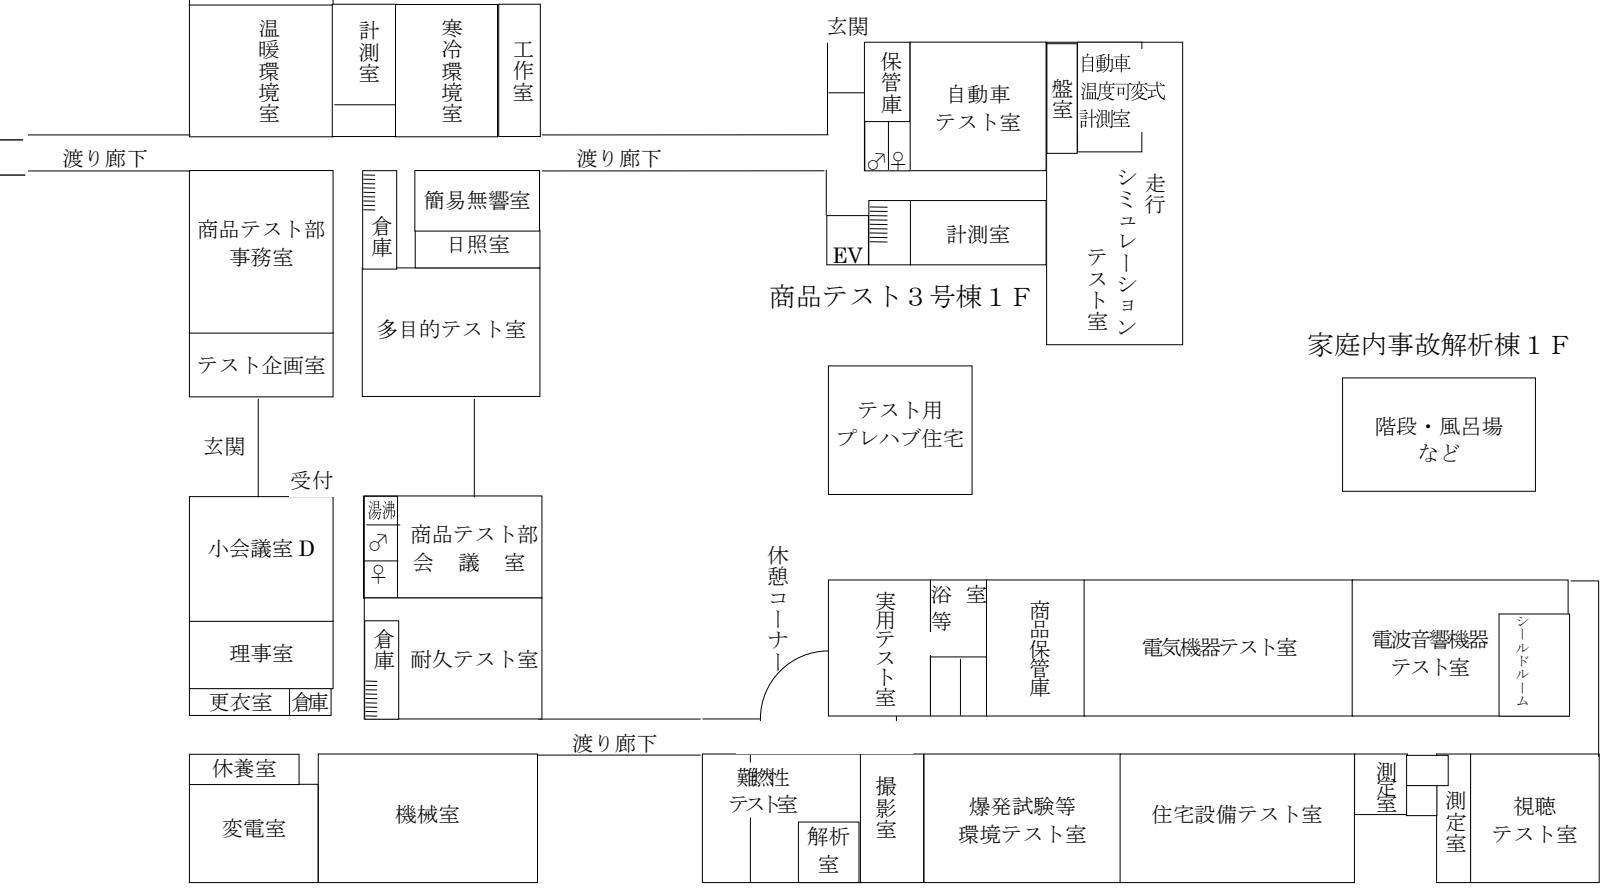 温暖環境室
計測室
寒冷環境室
工作室
玄関
保管庫
♂
♀
自動車
テスト室
盤室
自動車
温度可変式
計測室
渡り廊下
渡り廊下
走行
シミュレーション
テスト室
商品テスト部
事務室
倉庫
簡易無響室
日照室
計測室
EV
商品テスト３号棟１Ｆ
多目的テスト室
テスト企画室
家庭内事故解析棟１Ｆ
テスト用
プレハブ住宅
階段・風呂場
など
玄関
受付
小会議室 D
湯沸
♂
♀
商品テスト部
会議室
休憩コーナー
理事室
倉庫
耐久テスト室
更衣室
倉庫
実用テスト室
浴室
等
商品保管庫
電気機器テスト室
電波音響機器
テスト室
シールドルーム
渡り廊下
休養室
変電室
機械室
難燃性
テスト室
解析
室
撮影室
爆発試験等
環境テスト室
住宅設備テスト室
測定室
測定室
視聴
テスト室